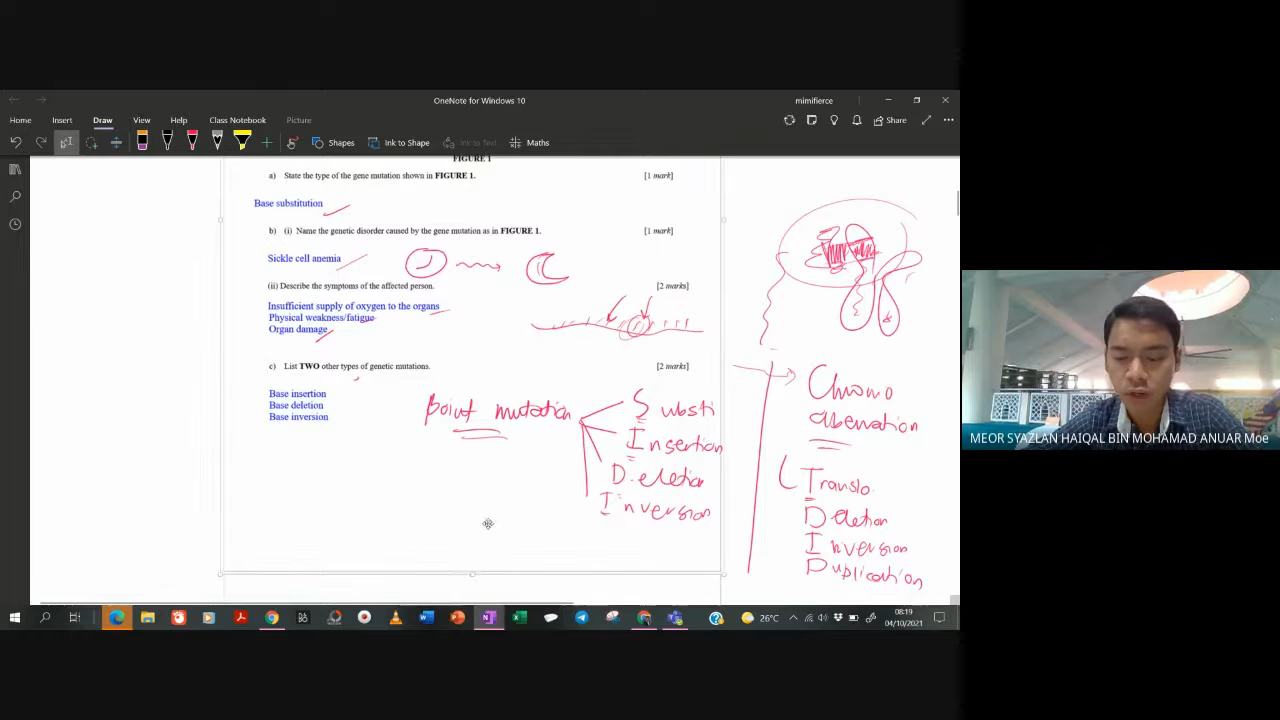 OneNote for Windows 10
mimifierce
Home Insert Draw View Help Class Notebook Picture
Share
Shapes Ink to Shape Ink to Text Maths
FIGURE 1
a) State the type of the gene mutation shown in FIGURE 1. [1 mark]
Base substitution
b) (i) Name the genetic disorder caused by the gene mutation as in FIGURE 1. [1 mark]
Sickle cell anemia
(ii) Describe the symptoms of the affected person. [2 marks]
Insufficient supply of oxygen to the organs
Physical weakness/fatigue
Organ damage
c) List TWO other types of genetic mutations. [2 marks]
Base insertion
Base deletion
Base inversion
Point mutation
Substi
Insertion
Deletion
Inversion
Chromo
aberration
Translo
Deletion
Inversion
Duplication
MEOR SYAZLAN HAIQAL BIN MOHAMAD ANUAR Moe
26°C
08:19
04/10/2021